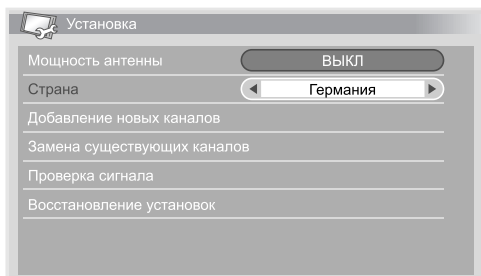 Установка
Мощность антенны ВЫКЛ
Страна Германия
Добавление новых каналов
Замена существующих каналов
Проверка сигнала
Восстановление установок